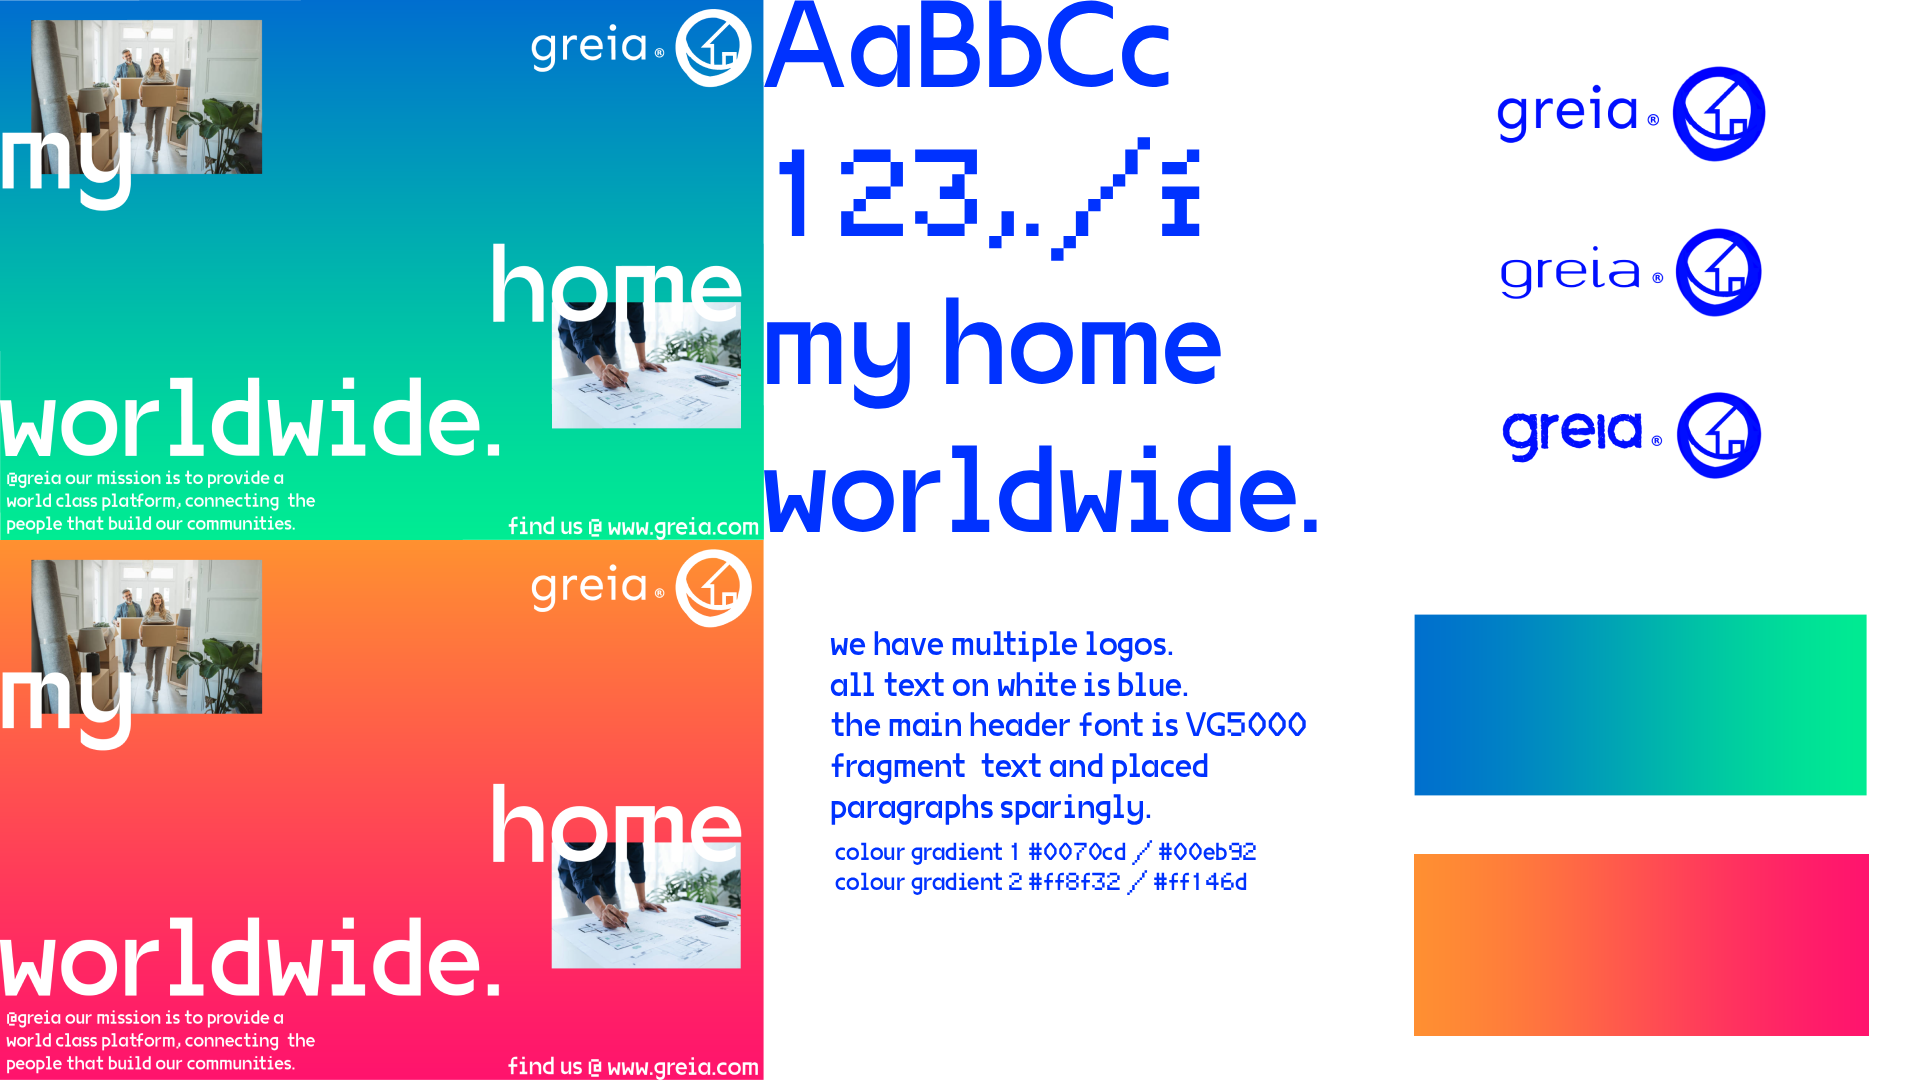 greia ®
my
home
worldwide.
@greia our mission is to provide a
world class platform, connecting the
people that build our communities.
find us @ www.greia.com
greia ®
my
home
worldwide.
@greia our mission is to provide a
world class platform, connecting the
people that build our communities.
find us @ www.greia.com
AaBbCc
123,./i
my home
worldwide.
we have multiple logos.
all text on white is blue.
the main header font is VG5000
fragment text and placed
paragraphs sparingly.
colour gradient 1 #0070cd / #00eb92
colour gradient 2 #ff8f32 / #ff146d
greia ®
greia ®
greia ®